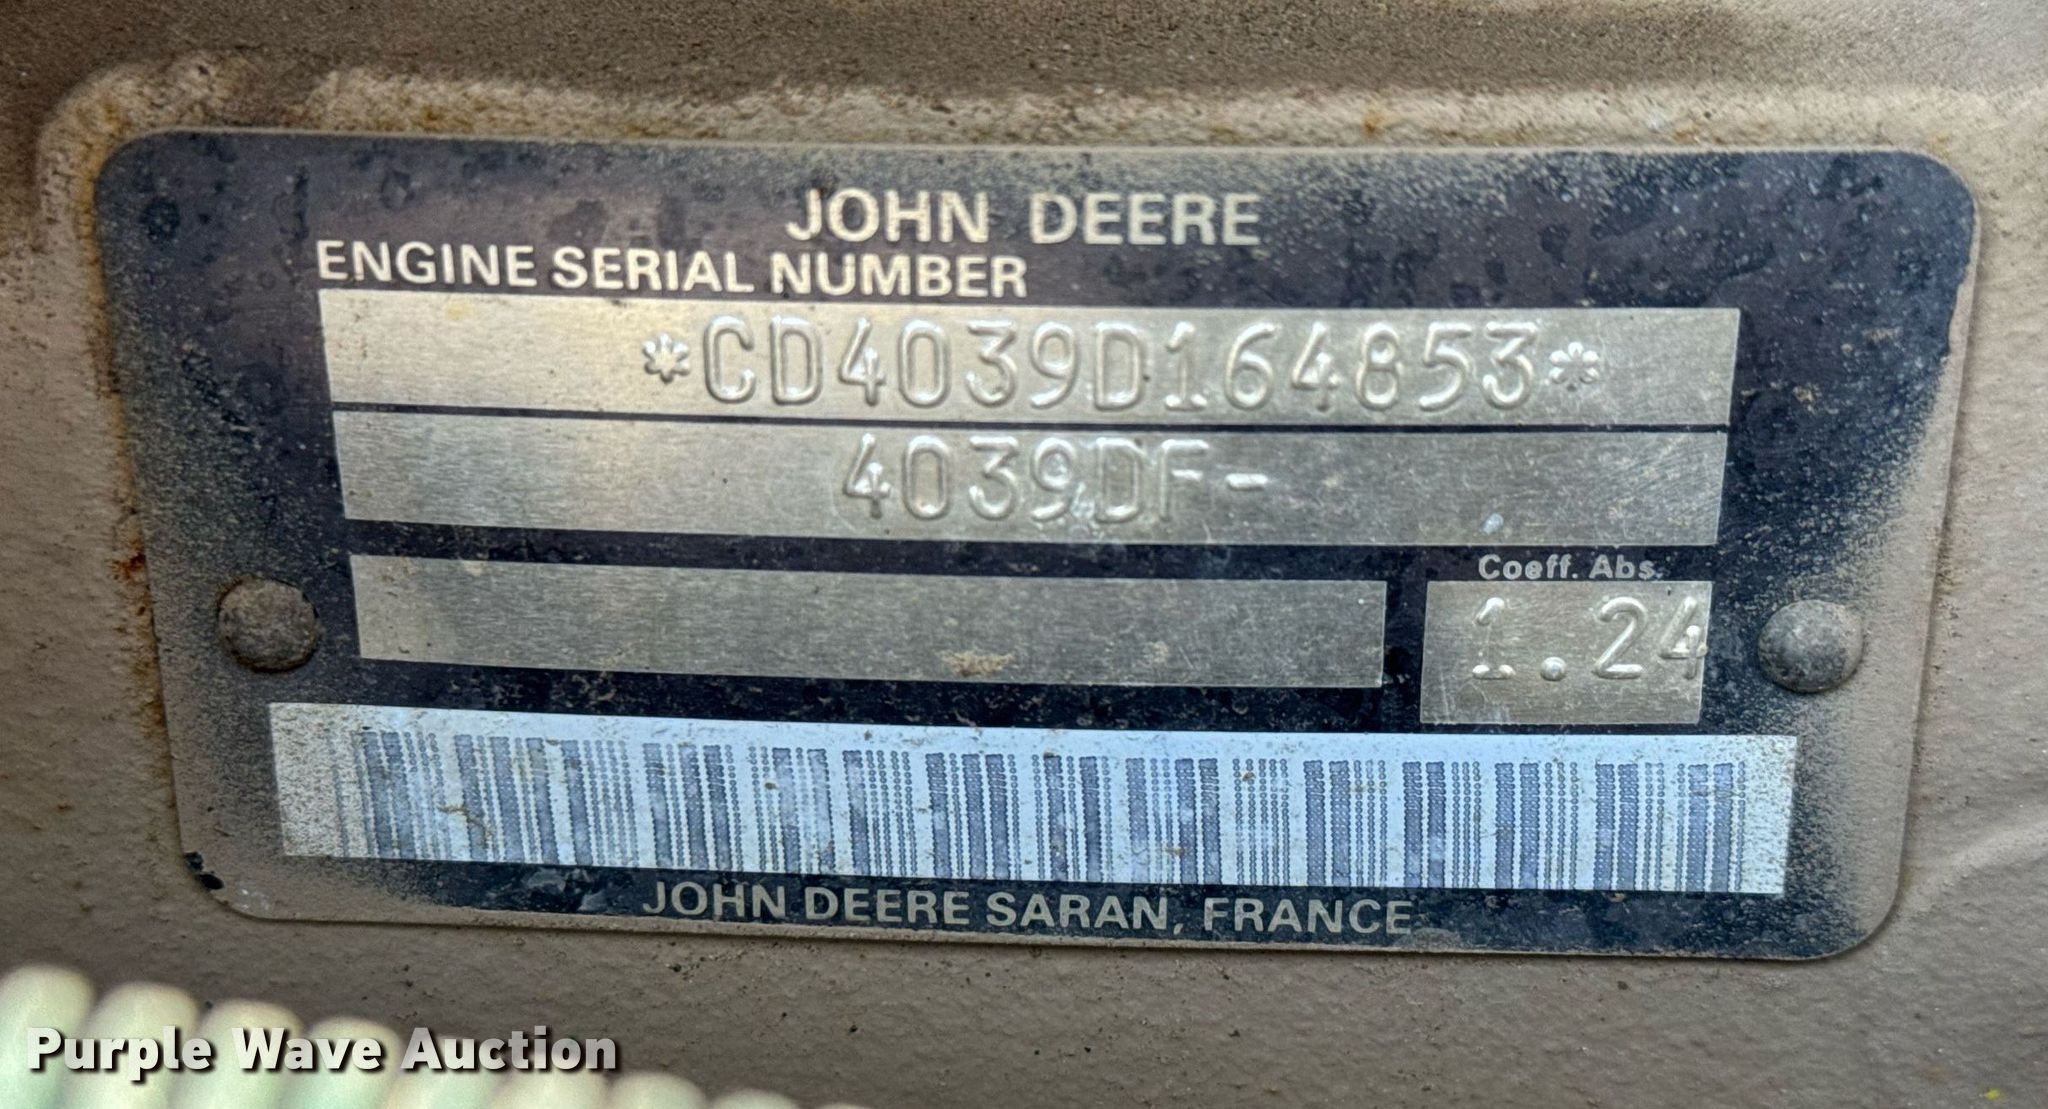 JOHN DEERE
ENGINE SERIAL NUMBER
*CD4039D164853*
4039DF-
Coeff. Abs.
1.24
JOHN DEERE SARAN, FRANCE
Purple Wave Auction